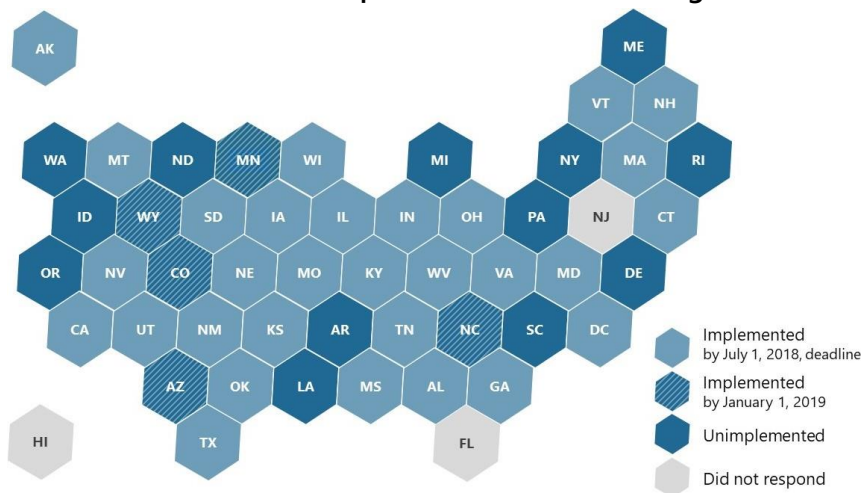 ME
AK
VT NH
WA MT ND MN WI MI NY MA RI
ID WY SD IA IL IN OH PA NJ CT
OR NV CO NE MO KY WV VA MD DE
CA UT NM KS AR TN NC SC DC
AZ OK LA MS AL GA
HI TX FL
Implemented
by July 1, 2018, deadline
Implemented
by January 1, 2019
Unimplemented
Did not respond